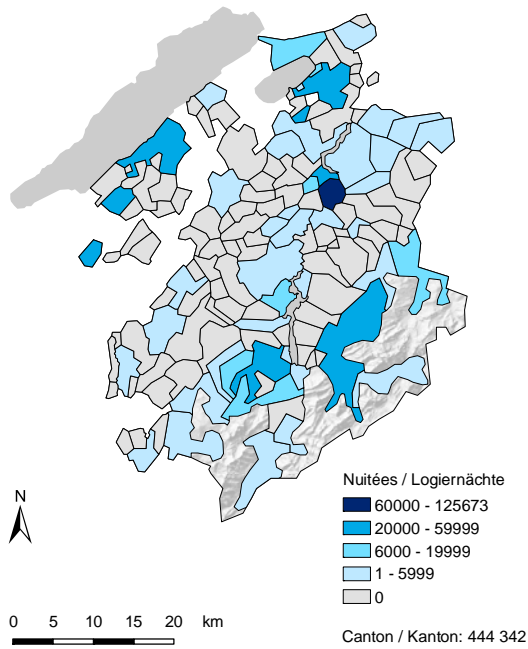 Nuitées / Logiernächte
60000 - 125673
20000 - 59999
6000 - 19999
1 - 5999
0
N
0 5 10 15 20 km
Canton / Kanton: 444 342